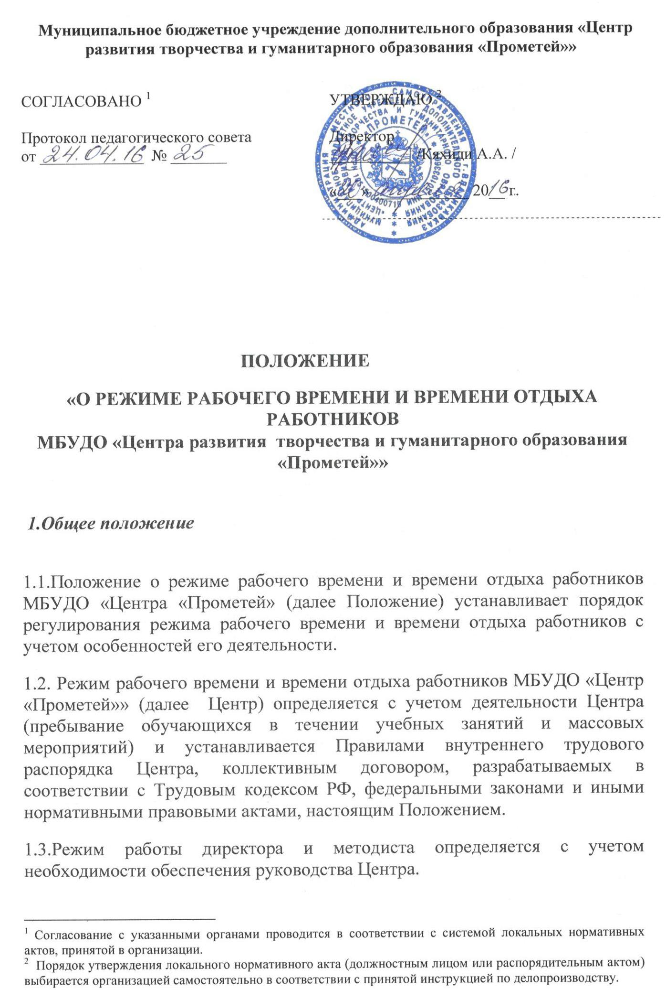 Муниципальное бюджетное учреждение дополнительного образования «Центр
развития творчества и гуманитарного образования «Прометей»»
СОГЛАСОВАНО 1
Протокол педагогического совета
от 24.04.16 № 25
УТВЕРЖДАЮ 2
Директор
/Кяхиди А.А. /
« » 2016 г.
ПРОМЕТЕЙ
ПОЛОЖЕНИЕ
«О РЕЖИМЕ РАБОЧЕГО ВРЕМЕНИ И ВРЕМЕНИ ОТДЫХА
РАБОТНИКОВ
МБУДО «Центра развития творчества и гуманитарного образования
«Прометей»»
1.Общее положение
1.1.Положение о режиме рабочего времени и времени отдыха работников
МБУДО «Центра «Прометей» (далее Положение) устанавливает порядок
регулирования режима рабочего времени и времени отдыха работников с
учетом особенностей его деятельности.
1.2. Режим рабочего времени и времени отдыха работников МБУДО «Центр
«Прометей»» (далее Центр) определяется с учетом деятельности Центра
(пребывание обучающихся в течении учебных занятий и массовых
мероприятий) и устанавливается Правилами внутреннего трудового
распорядка Центра, коллективным договором, разрабатываемых в
соответствии с Трудовым кодексом РФ, федеральными законами и иными
нормативными правовыми актами, настоящим Положением.
1.3.Режим работы директора и методиста определяется с учетом
необходимости обеспечения руководства Центра.
1 Согласование с указанными органами проводится в соответствии с системой локальных нормативных
актов, принятой в организации.
2 Порядок утверждения локального нормативного акта (должностным лицом или распорядительным актом)
выбирается организацией самостоятельно в соответствии с принятой инструкцией по делопроизводству.